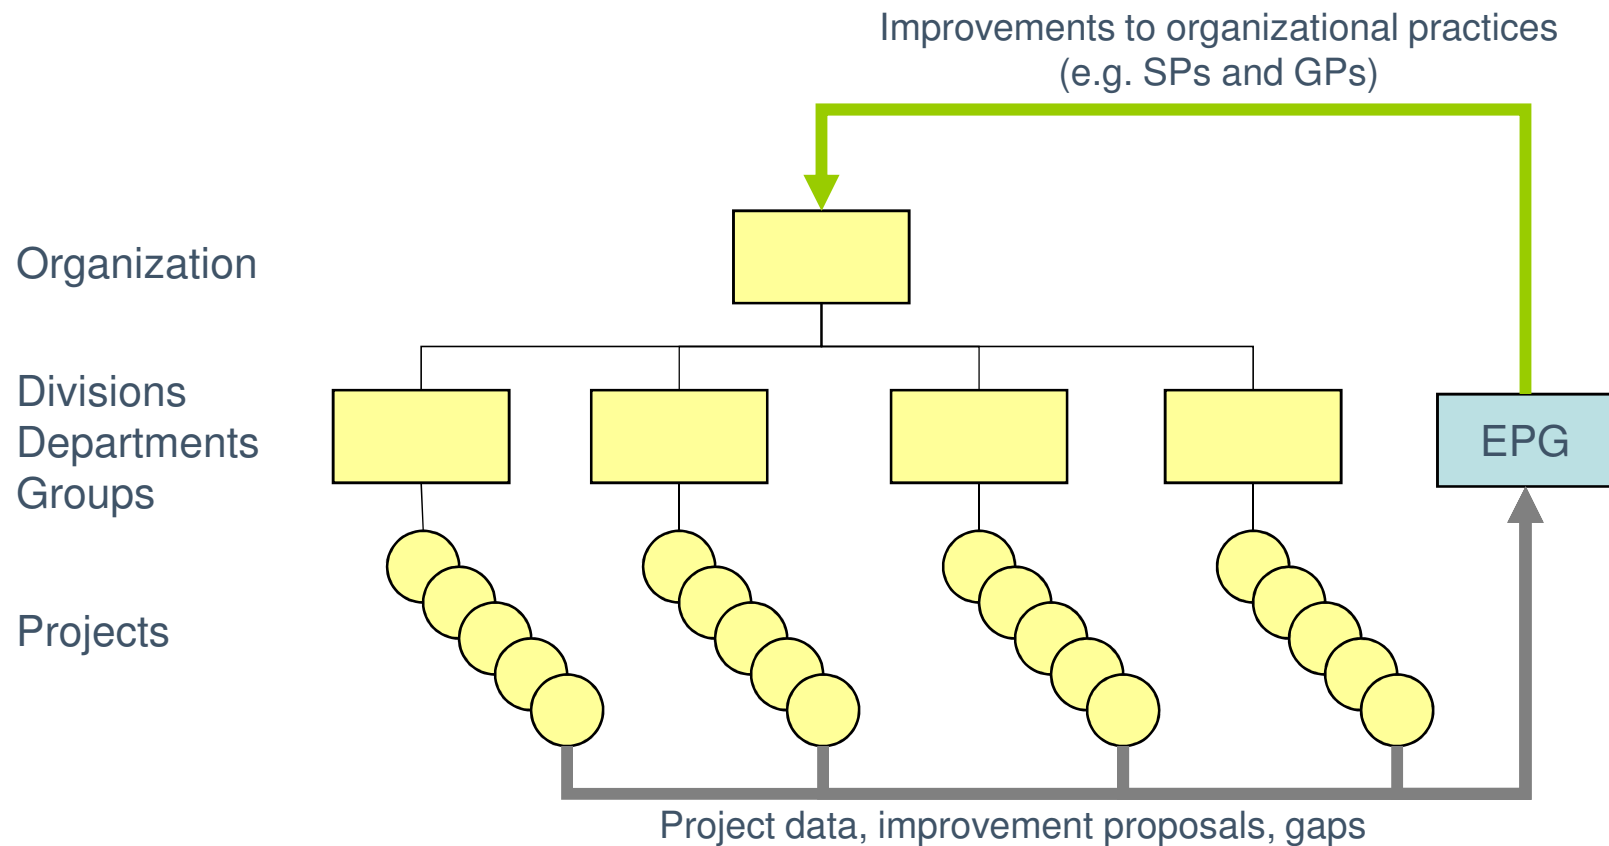 Improvements to organizational practices
(e.g. SPs and GPs)
Organization
Divisions
Departments
Groups
EPG
Projects
Project data, improvement proposals, gaps